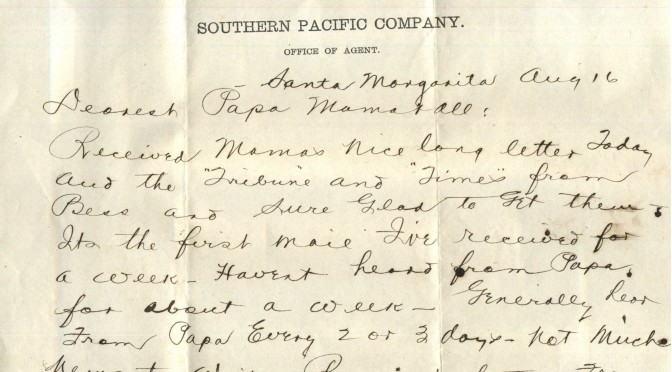 SOUTHERN PACIFIC COMPANY.
OFFICE OF AGENT.
Santa Margarita Aug 16
Dearest Papa Mama & all:
Received Mamas Nice long letter Today
and the "Tribune and "Times" from
Bess and Sure Glad to Get them.
Its the first mail I've received for
a week - Havent heard from Papa
for about a week - Generally hear
From Papa Every 2 or 3 days - Not Much